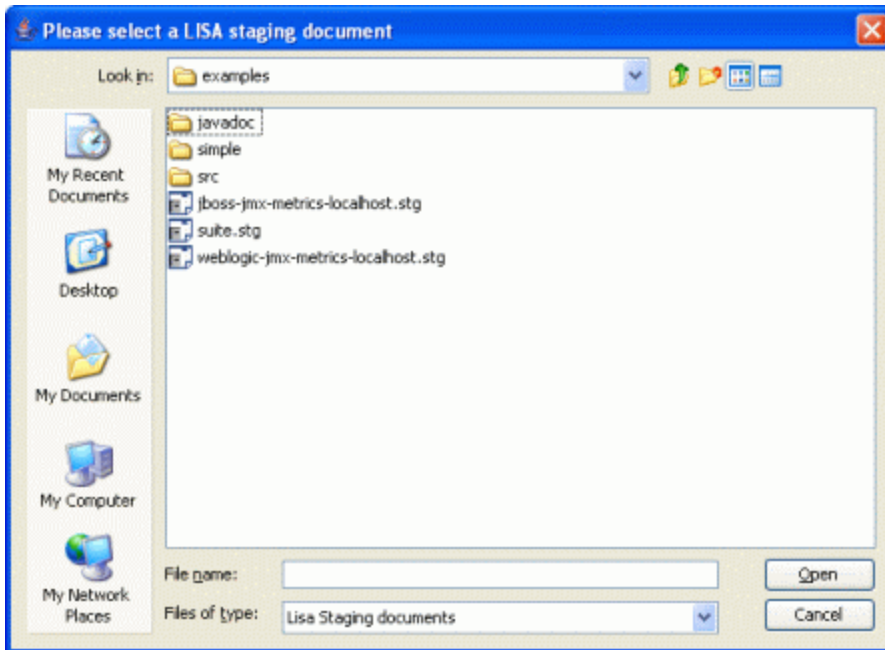 Please select a LISA staging document
Look in: examples
javadoc
simple
src
jboss-jmx-metrics-localhost.stg
suite.stg
weblogic-jmx-metrics-localhost.stg
My Recent
Documents
Desktop
My Documents
My Computer
My Network
Places
File name:
Open
Files of type: Lisa Staging documents
Cancel